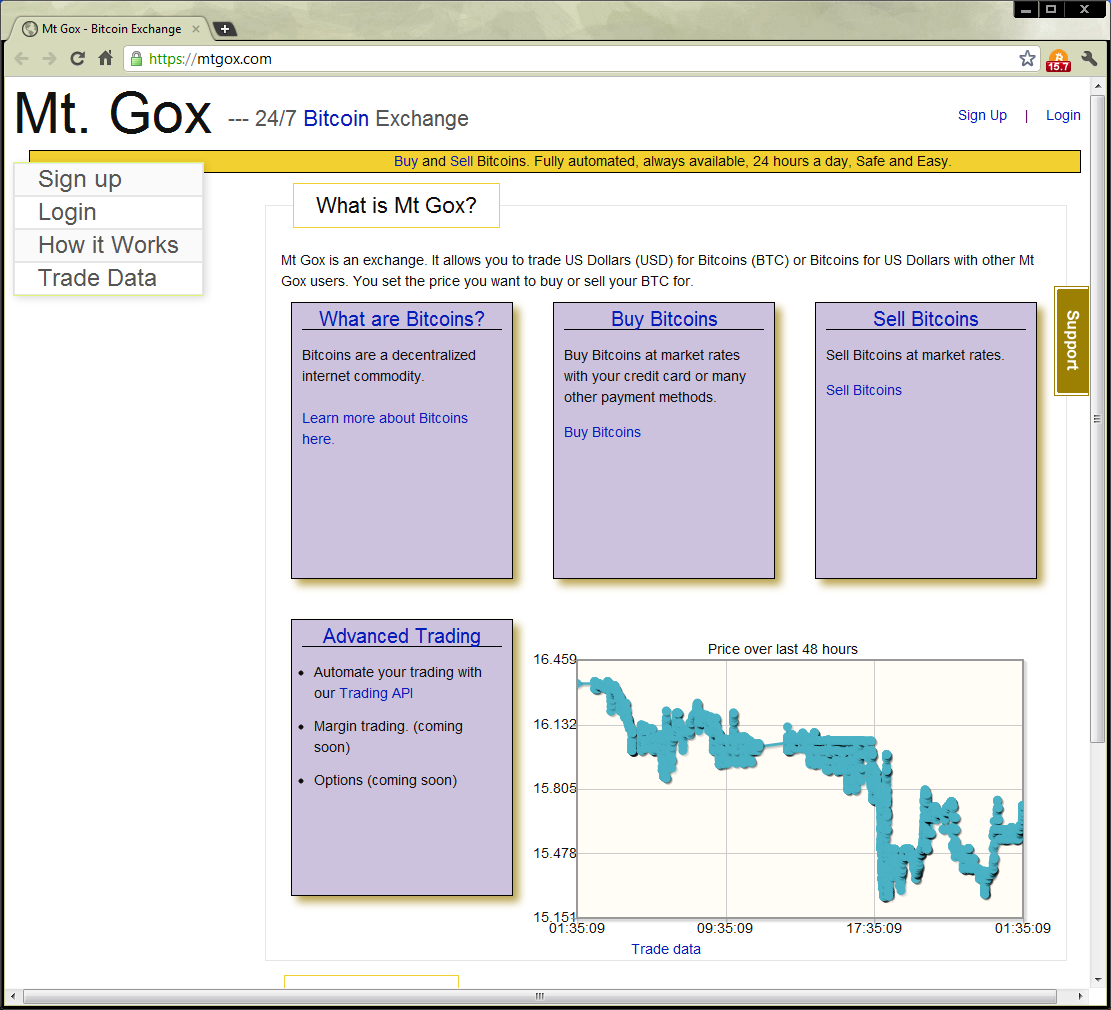 Mt Gox - Bitcoin Exchange
https://mtgox.com
15.7
Mt. Gox --- 24/7 Bitcoin Exchange
Sign Up | Login
Buy and Sell Bitcoins. Fully automated, always available, 24 hours a day, Safe and Easy.
Sign up
Login
How it Works
Trade Data
What is Mt Gox?
Mt Gox is an exchange. It allows you to trade US Dollars (USD) for Bitcoins (BTC) or Bitcoins for US Dollars with other Mt
Gox users. You set the price you want to buy or sell your BTC for.
Support
What are Bitcoins?
Bitcoins are a decentralized
internet commodity.
Learn more about Bitcoins
here.
Buy Bitcoins
Buy Bitcoins at market rates
with your credit card or many
other payment methods.
Buy Bitcoins
Sell Bitcoins
Sell Bitcoins at market rates.
Sell Bitcoins
Advanced Trading
• Automate your trading with
our Trading API
• Margin trading. (coming
soon)
• Options (coming soon)
Price over last 48 hours
16.459
16.132
15.805
15.478
15.151
01:35:09 09:35:09 17:35:09 01:35:09
Trade data